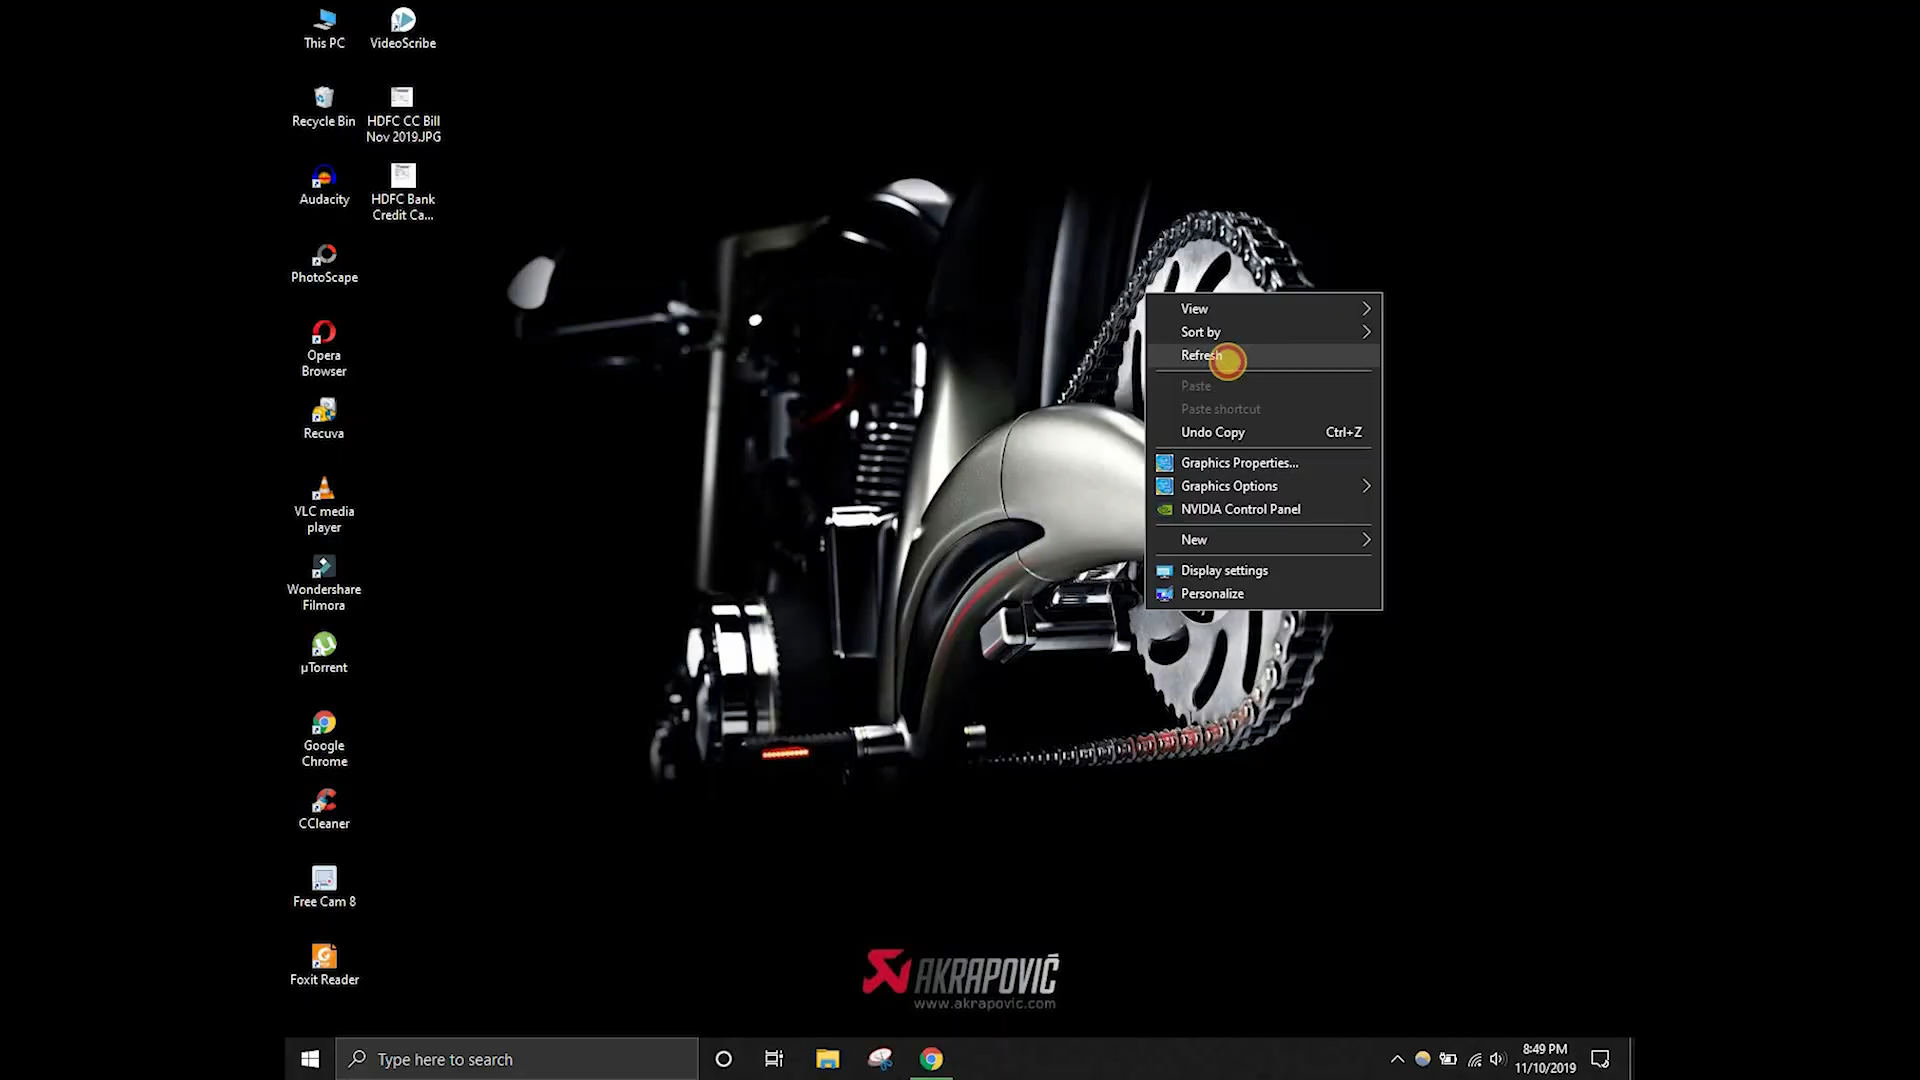 This PC
VideoScribe
Recycle Bin
HDFC CC Bill
Nov 2019.JPG
Audacity
HDFC Bank
Credit Ca...
PhotoScape
Opera
Browser
Recuva
VLC media
player
Wondershare
Filmora
µTorrent
Google
Chrome
CCleaner
Free Cam 8
Foxit Reader
View
Sort by
Refresh
Paste
Paste shortcut
Undo Copy Ctrl+Z
Graphics Properties...
Graphics Options
NVIDIA Control Panel
New
Display settings
Personalize
AKRAPOVIČ
www.akrapovic.com
Type here to search
8:49 PM
11/10/2019